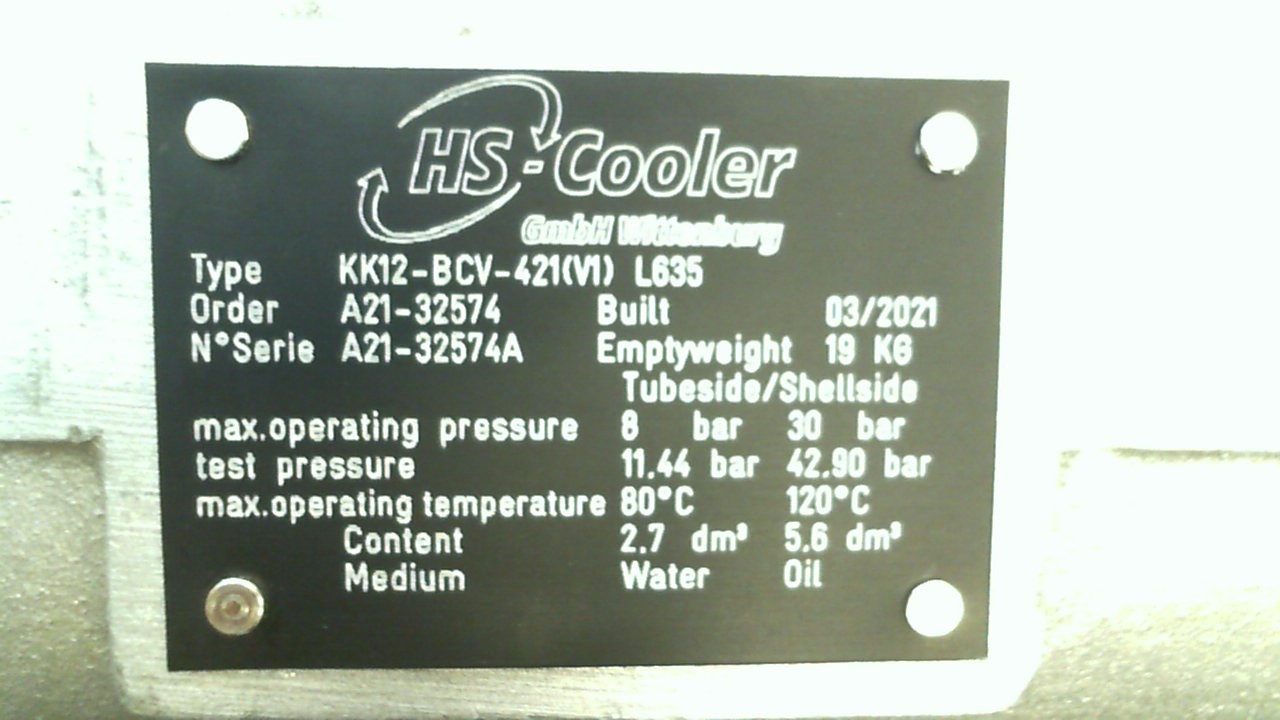 HS-Cooler
GmbH Wittenburg
Type KK12-BCV-421(V1) L635
Order A21-32574 Built 03/2021
N°Serie A21-32574A Emptyweight 19 KG
Tubeside/Shellside
max.operating pressure 8 bar 30 bar
test pressure 11.44 bar 42.90 bar
max.operating temperature 80°C 120°C
Content 2.7 dm³ 5.6 dm³
Medium Water Oil